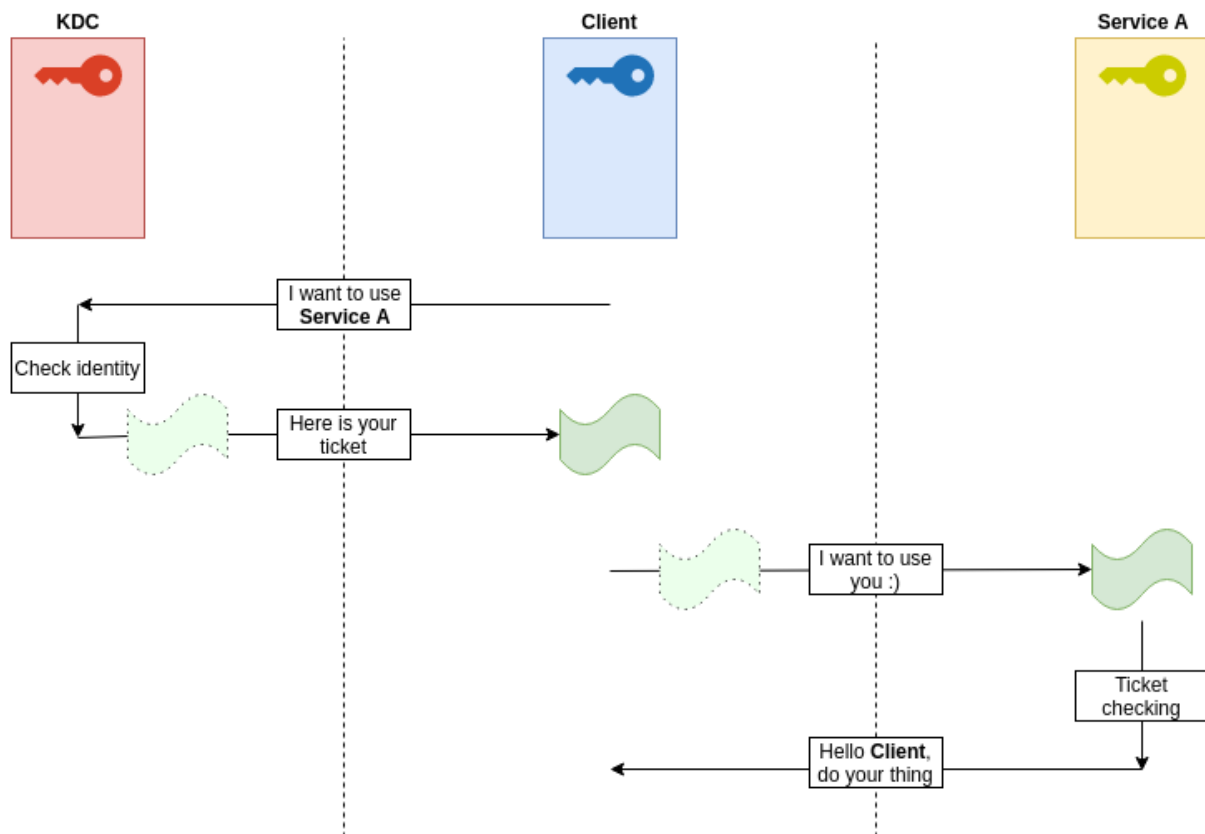 KDC
Client
Service A
I want to use
Service A
Check identity
Here is your
ticket
I want to use
you :)
Ticket
checking
Hello Client,
do your thing